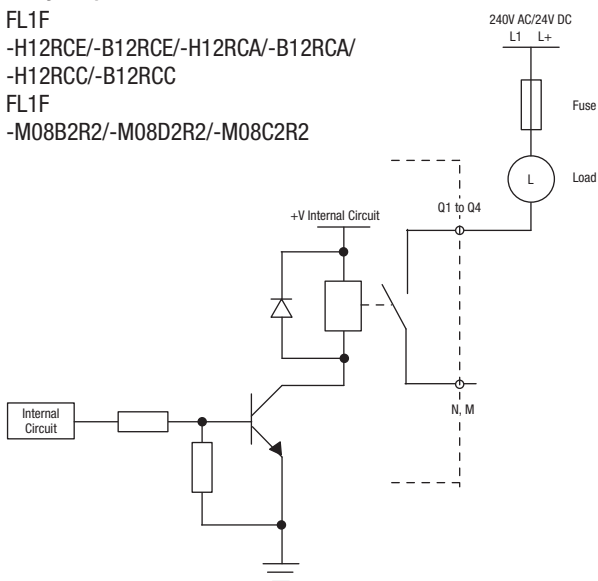 FL1F
-H12RCE/-B12RCE/-H12RCA/-B12RCA/
-H12RCC/-B12RCC
FL1F
-M08B2R2/-M08D2R2/-M08C2R2
240V AC/24V DC
L1 L+
Fuse
L
Load
Q1 to Q4
+V Internal Circuit
Internal
Circuit
N, M